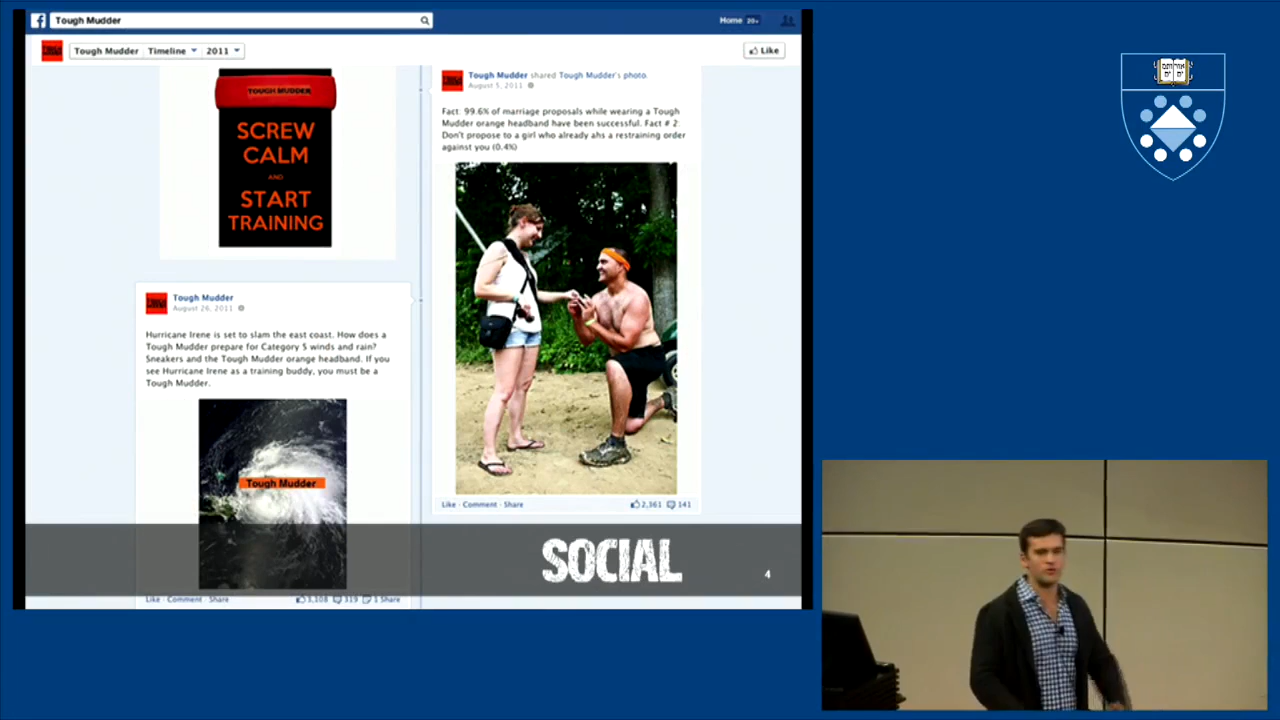 Tough Mudder
Home 20+
Tough Mudder Timeline 2011
Like
TOUGH MUDDER
SCREW
CALM
AND
START
TRAINING
Tough Mudder
August 26, 2011
Hurricane Irene is set to slam the east coast. How does a
Tough Mudder prepare for Category 5 winds and rain?
Sneakers and the Tough Mudder orange headband. If you
see Hurricane Irene as a training buddy, you must be a
Tough Mudder.
Tough Mudder
Like · Comment · Share 3,108 319 1 Share
Tough Mudder shared Tough Mudder's photo.
August 5, 2011
Fact: 99.6% of marriage proposals while wearing a Tough
Mudder orange headband have been successful. Fact # 2:
Don't propose to a girl who already ahs a restraining order
against you (0.4%)
Like · Comment · Share 2,361 141
SOCIAL
4